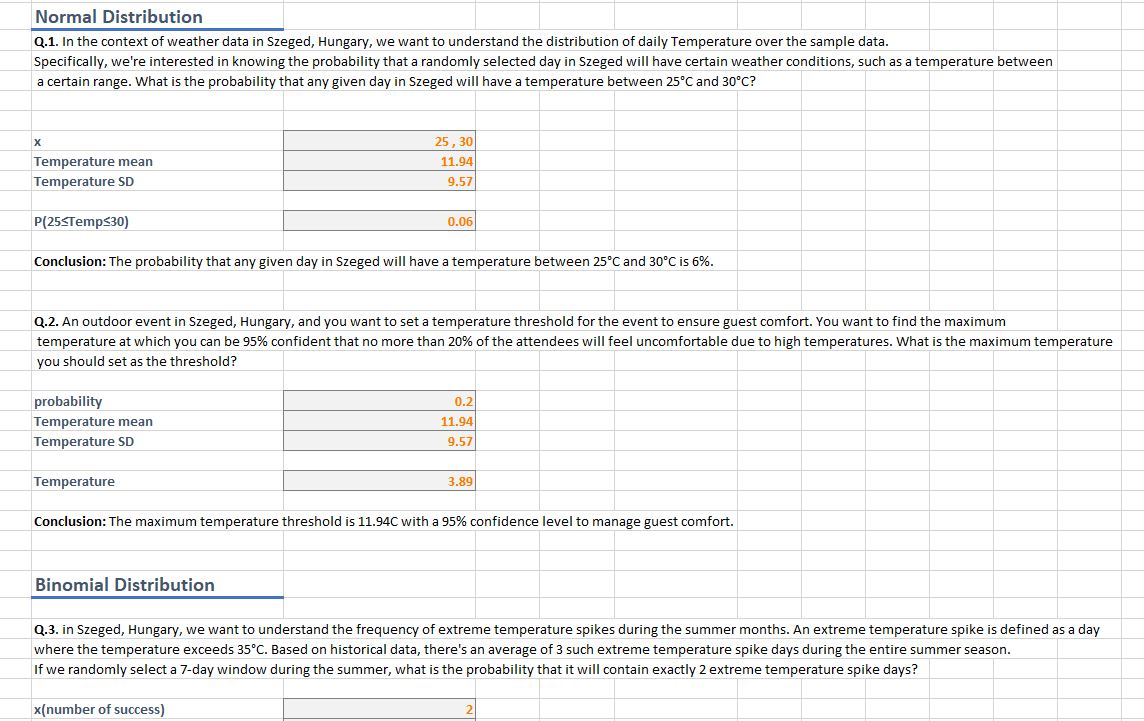 Normal Distribution
Q.1. In the context of weather data in Szeged, Hungary, we want to understand the distribution of daily Temperature over the sample data.
Specifically, we're interested in knowing the probability that a randomly selected day in Szeged will have certain weather conditions, such as a temperature between
a certain range. What is the probability that any given day in Szeged will have a temperature between 25°C and 30°C?
x 25 , 30
Temperature mean 11.94
Temperature SD 9.57
P(25≤Temp≤30) 0.06
Conclusion: The probability that any given day in Szeged will have a temperature between 25°C and 30°C is 6%.
Q.2. An outdoor event in Szeged, Hungary, and you want to set a temperature threshold for the event to ensure guest comfort. You want to find the maximum
temperature at which you can be 95% confident that no more than 20% of the attendees will feel uncomfortable due to high temperatures. What is the maximum temperature
you should set as the threshold?
probability 0.2
Temperature mean 11.94
Temperature SD 9.57
Temperature 3.89
Conclusion: The maximum temperature threshold is 11.94C with a 95% confidence level to manage guest comfort.
Binomial Distribution
Q.3. in Szeged, Hungary, we want to understand the frequency of extreme temperature spikes during the summer months. An extreme temperature spike is defined as a day
where the temperature exceeds 35°C. Based on historical data, there's an average of 3 such extreme temperature spike days during the entire summer season.
If we randomly select a 7-day window during the summer, what is the probability that it will contain exactly 2 extreme temperature spike days?
x(number of success) 2